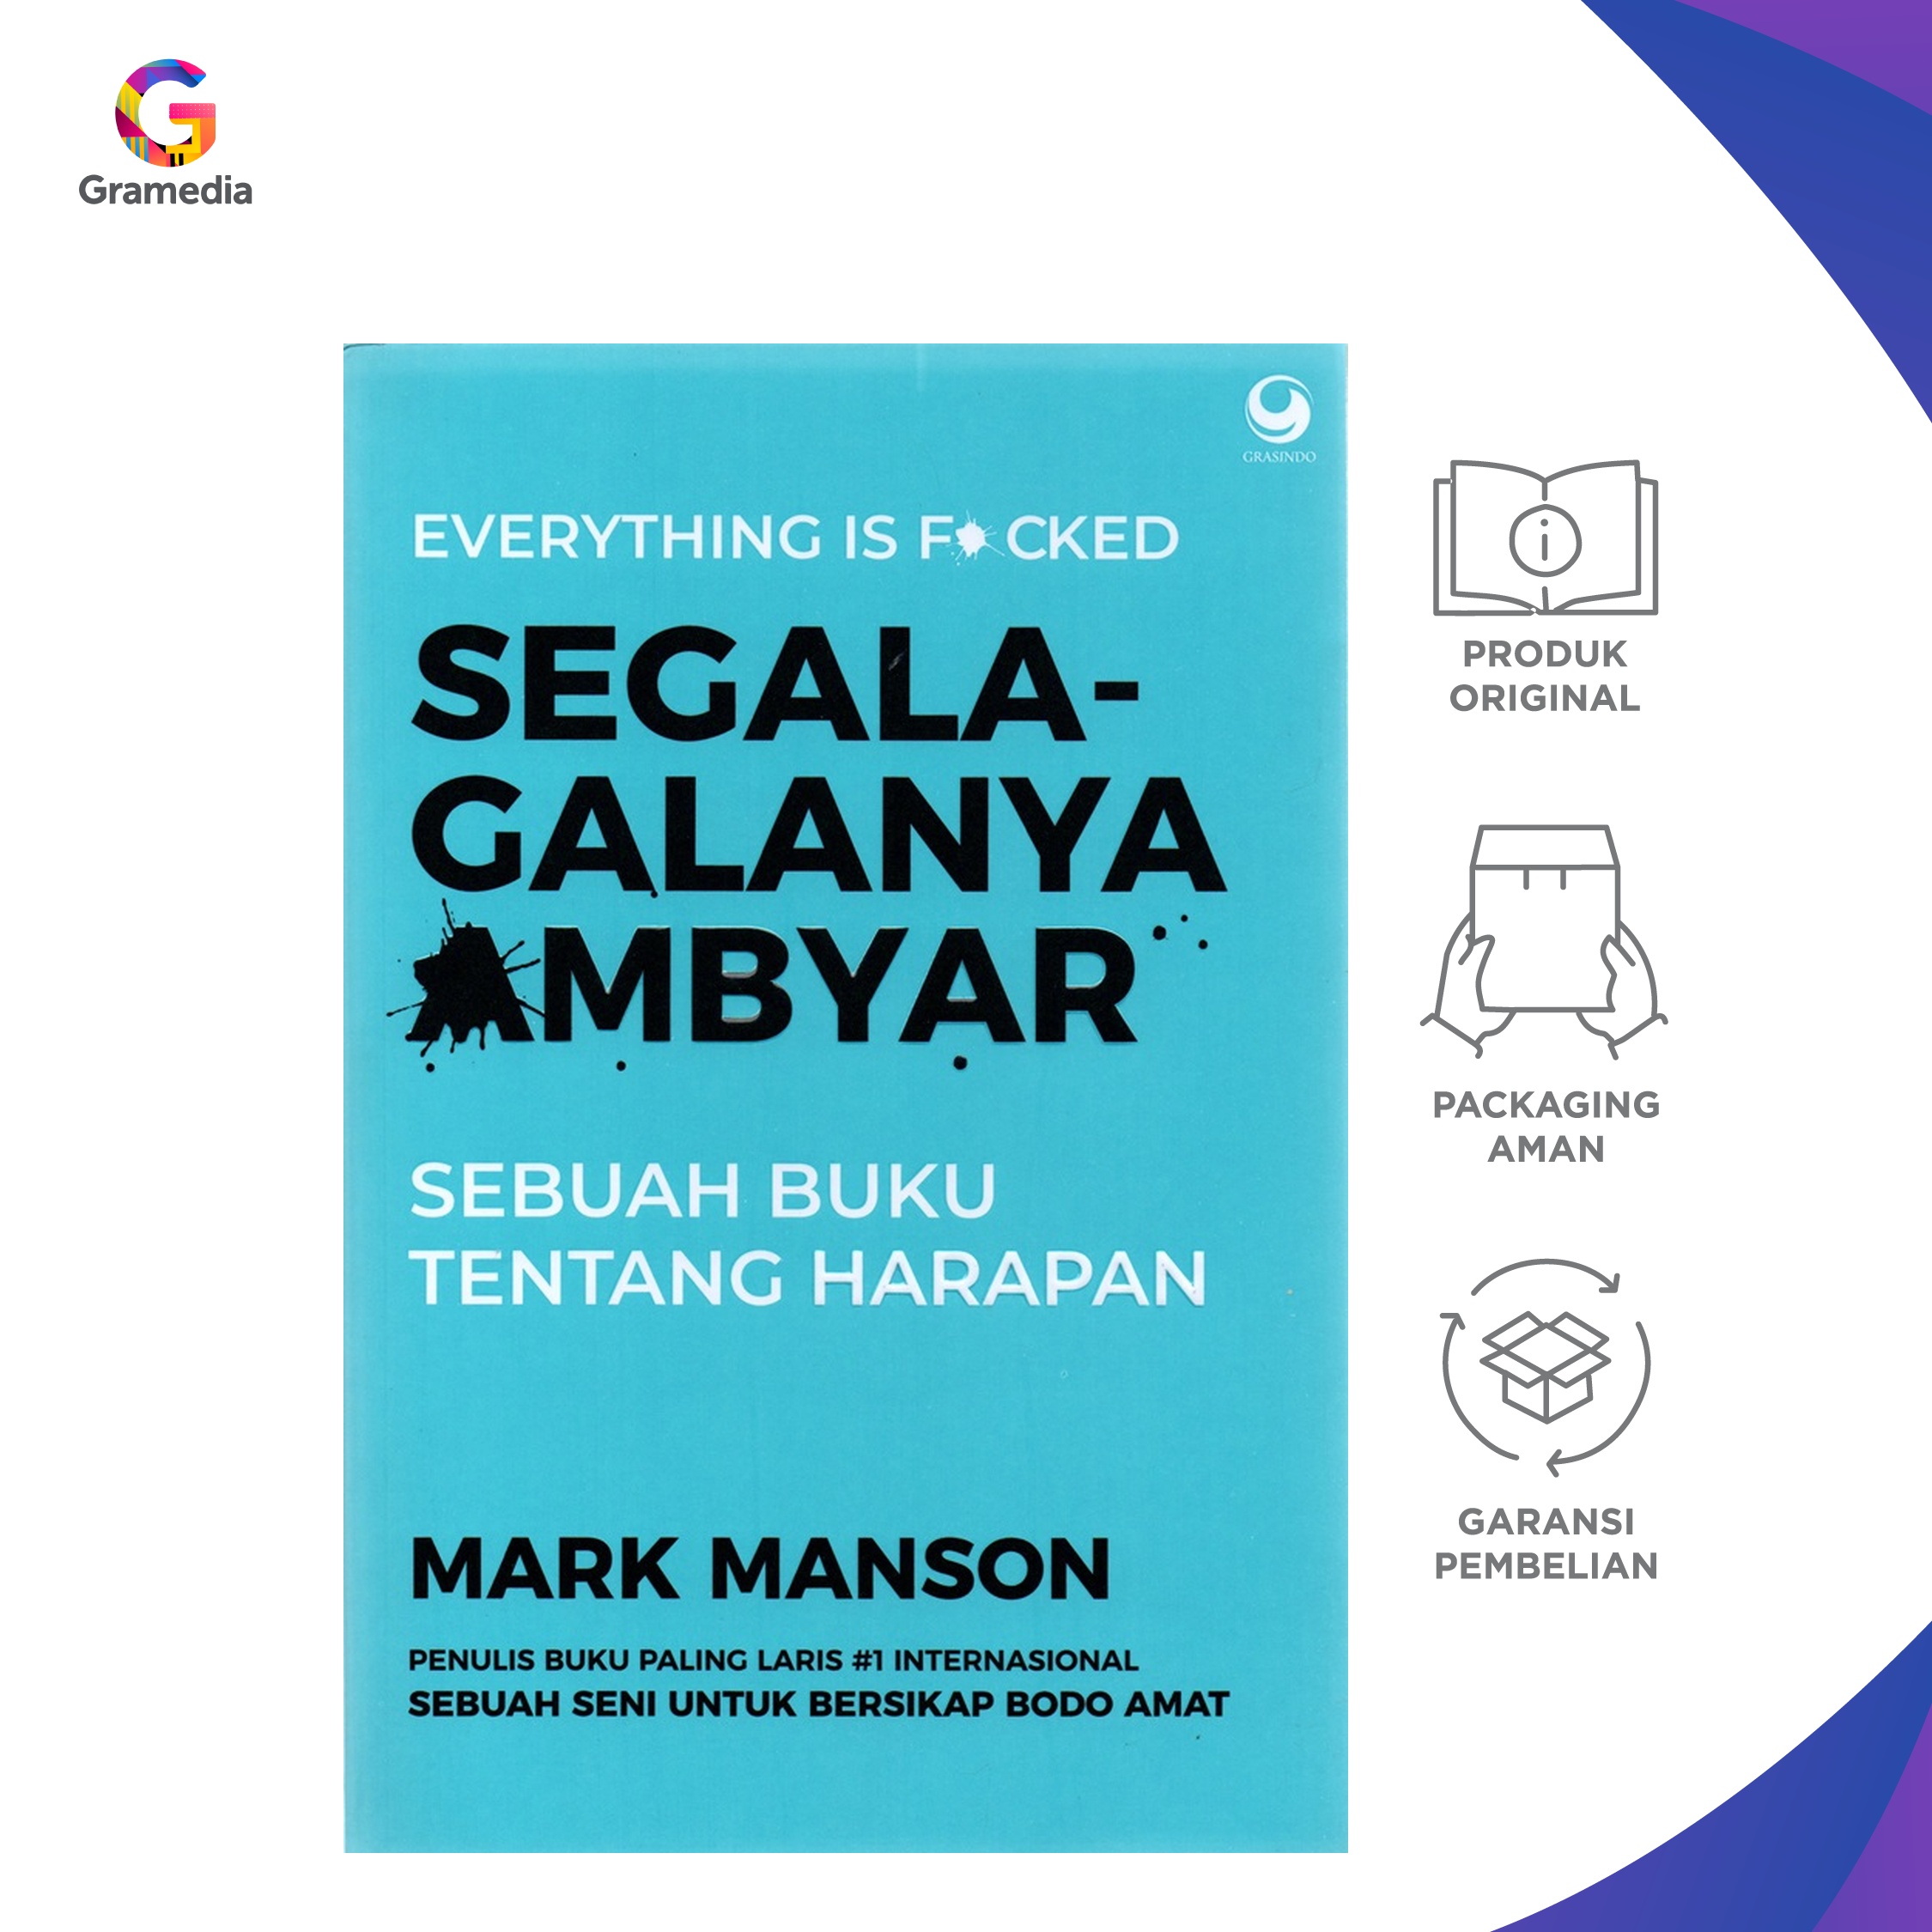 Gramedia
GRASINDO
EVERYTHING IS F*CKED
SEGALA-
GALANYA
AMBYAR
SEBUAH BUKU
TENTANG HARAPAN
MARK MANSON
PENULIS BUKU PALING LARIS #1 INTERNASIONAL
SEBUAH SENI UNTUK BERSIKAP BODO AMAT
PRODUK
ORIGINAL
PACKAGING
AMAN
GARANSI
PEMBELIAN